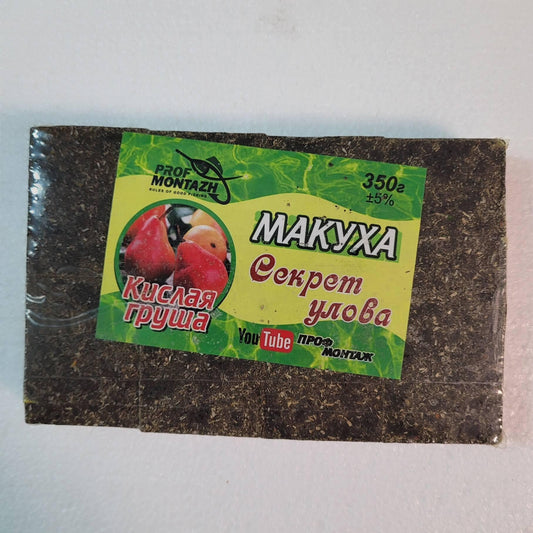 PROF
MONTAZH
RULES OF GOOD FISHING
350г
±5%
МАКУХА
Секрет
улова
Кислая
груша
YouTube ПРОФ
МОНТАЖ